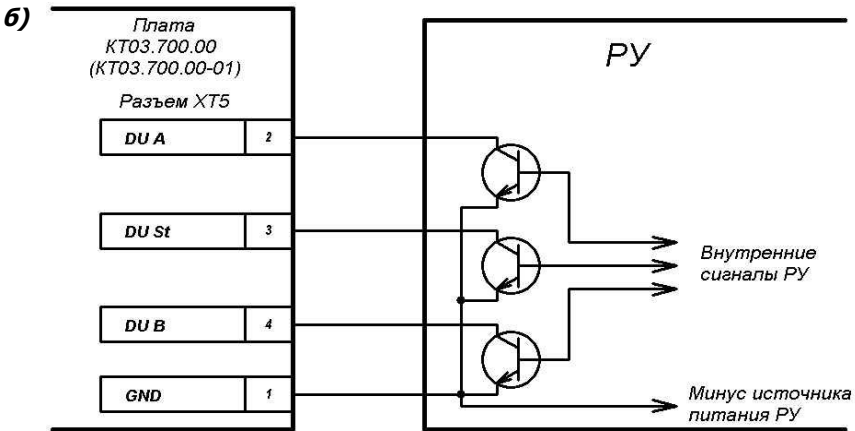 б)
Плата
КТ03.700.00
(КТ03.700.00-01)
Разъем XT5
РУ
DU A 2
DU St 3
DU B 4
GND 1
Внутренние
сигналы РУ
Минус источника
питания РУ